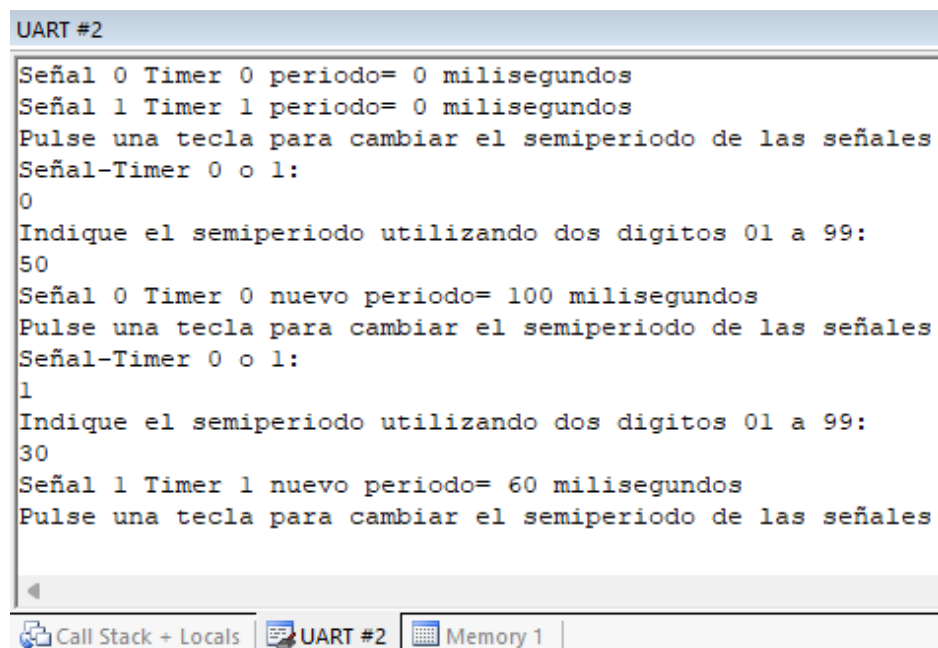 UART #2
Señal 0 Timer 0 periodo= 0 milisegundos
Señal 1 Timer 1 periodo= 0 milisegundos
Pulse una tecla para cambiar el semiperiodo de las señales
Señal-Timer 0 o 1:
0
Indique el semiperiodo utilizando dos digitos 01 a 99:
50
Señal 0 Timer 0 nuevo periodo= 100 milisegundos
Pulse una tecla para cambiar el semiperiodo de las señales
Señal-Timer 0 o 1:
1
Indique el semiperiodo utilizando dos digitos 01 a 99:
30
Señal 1 Timer 1 nuevo periodo= 60 milisegundos
Pulse una tecla para cambiar el semiperiodo de las señales
Call Stack + Locals UART #2 Memory 1